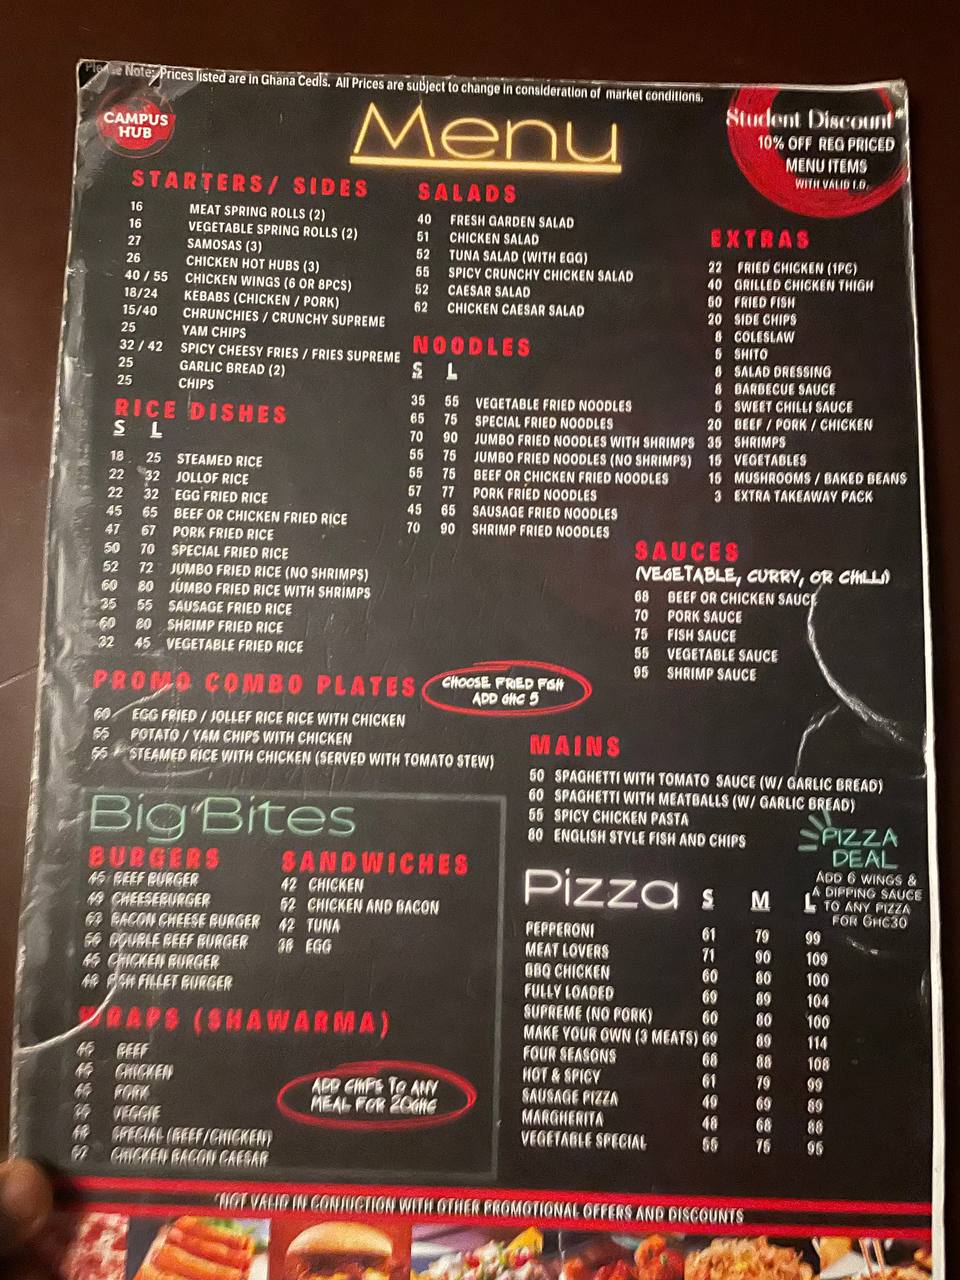 Please Note: Prices listed are in Ghana Cedis. All Prices are subject to change in consideration of market conditions.
CAMPUS
HUB
Menu
Student Discount*
10% OFF REG PRICED
MENU ITEMS
WITH VALID I.D.
STARTERS/ SIDES
16 MEAT SPRING ROLLS (2)
16 VEGETABLE SPRING ROLLS (2)
27 SAMOSAS (3)
26 CHICKEN HOT HUBS (3)
40 / 55 CHICKEN WINGS (6 OR 8PCS)
18/24 KEBABS (CHICKEN / PORK)
15/40 CHRUNCHIES / CRUNCHY SUPREME
25 YAM CHIPS
32 / 42 SPICY CHEESY FRIES / FRIES SUPREME
25 GARLIC BREAD (2)
25 CHIPS
RICE DISHES
S L
18 25 STEAMED RICE
22 32 JOLLOF RICE
22 32 EGG FRIED RICE
45 65 BEEF OR CHICKEN FRIED RICE
47 67 PORK FRIED RICE
50 70 SPECIAL FRIED RICE
52 72 JUMBO FRIED RICE (NO SHRIMPS)
60 80 JUMBO FRIED RICE WITH SHRIMPS
35 55 SAUSAGE FRIED RICE
60 80 SHRIMP FRIED RICE
32 45 VEGETABLE FRIED RICE
SALADS
40 FRESH GARDEN SALAD
51 CHICKEN SALAD
52 TUNA SALAD (WITH EGG)
55 SPICY CRUNCHY CHICKEN SALAD
52 CAESAR SALAD
62 CHICKEN CAESAR SALAD
NOODLES
S L
35 55 VEGETABLE FRIED NOODLES
65 75 SPECIAL FRIED NOODLES
70 90 JUMBO FRIED NOODLES WITH SHRIMPS
55 75 JUMBO FRIED NOODLES (NO SHRIMPS)
55 75 BEEF OR CHICKEN FRIED NOODLES
57 77 PORK FRIED NOODLES
45 65 SAUSAGE FRIED NOODLES
70 90 SHRIMP FRIED NOODLES
EXTRAS
22 FRIED CHICKEN (1PC)
40 GRILLED CHICKEN THIGH
FRIED FISH
20 SIDE CHIPS
COLESLAW
SHITO
SALAD DRESSING
BARBECUE SAUCE
SWEET CHILLI SAUCE
20 BEEF / PORK / CHICKEN
35 SHRIMPS
15 VEGETABLES
15 MUSHROOMS / BAKED BEANS
3 EXTRA TAKEAWAY PACK
SAUCES
(VEGETABLE, CURRY, OR CHILLI)
68 BEEF OR CHICKEN SAUCE
70 PORK SAUCE
75 FISH SAUCE
55 VEGETABLE SAUCE
95 SHRIMP SAUCE
PROMO COMBO PLATES
CHOOSE FRIED FISH
ADD GHC 5
60 EGG FRIED / JOLLEF RICE RICE WITH CHICKEN
55 POTATO / YAM CHIPS WITH CHICKEN
55 STEAMED RICE WITH CHICKEN (SERVED WITH TOMATO STEW)
MAINS
50 SPAGHETTI WITH TOMATO SAUCE (W/ GARLIC BREAD)
60 SPAGHETTI WITH MEATBALLS (W/ GARLIC BREAD)
55 SPICY CHICKEN PASTA
80 ENGLISH STYLE FISH AND CHIPS
PIZZA
DEAL
ADD 6 WINGS &
A DIPPING SAUCE
TO ANY PIZZA
FOR GHC30
Big Bites
BURGERS
45 BEEF BURGER
49 CHEESEBURGER
63 BACON CHEESE BURGER
56 DOUBLE BEEF BURGER
45 CHICKEN BURGER
48 FISH FILLET BURGER
SANDWICHES
42 CHICKEN
52 CHICKEN AND BACON
42 TUNA
38 EGG
WRAPS (SHAWARMA)
45 BEEF
45 CHICKEN
45 PORK
VEGGIE
48 SPECIAL (BEEF/CHICKEN)
CHICKEN BACON CAESAR
ADD CHIPS TO ANY
MEAL FOR 20GHC
Pizza S M L
PEPPERONI 61 79 99
MEAT LOVERS 71 90 109
BBQ CHICKEN 60 80 100
FULLY LOADED 69 89 104
SUPREME (NO PORK) 60 80 100
MAKE YOUR OWN (3 MEATS) 69 89 114
FOUR SEASONS 68 88 108
HOT & SPICY 61 79 99
SAUSAGE PIZZA 49 69 89
MARGHERITA 48 68 88
VEGETABLE SPECIAL 55 75 95
*NOT VALID IN CONJUCTION WITH OTHER PROMOTIONAL OFFERS AND DISCOUNTS